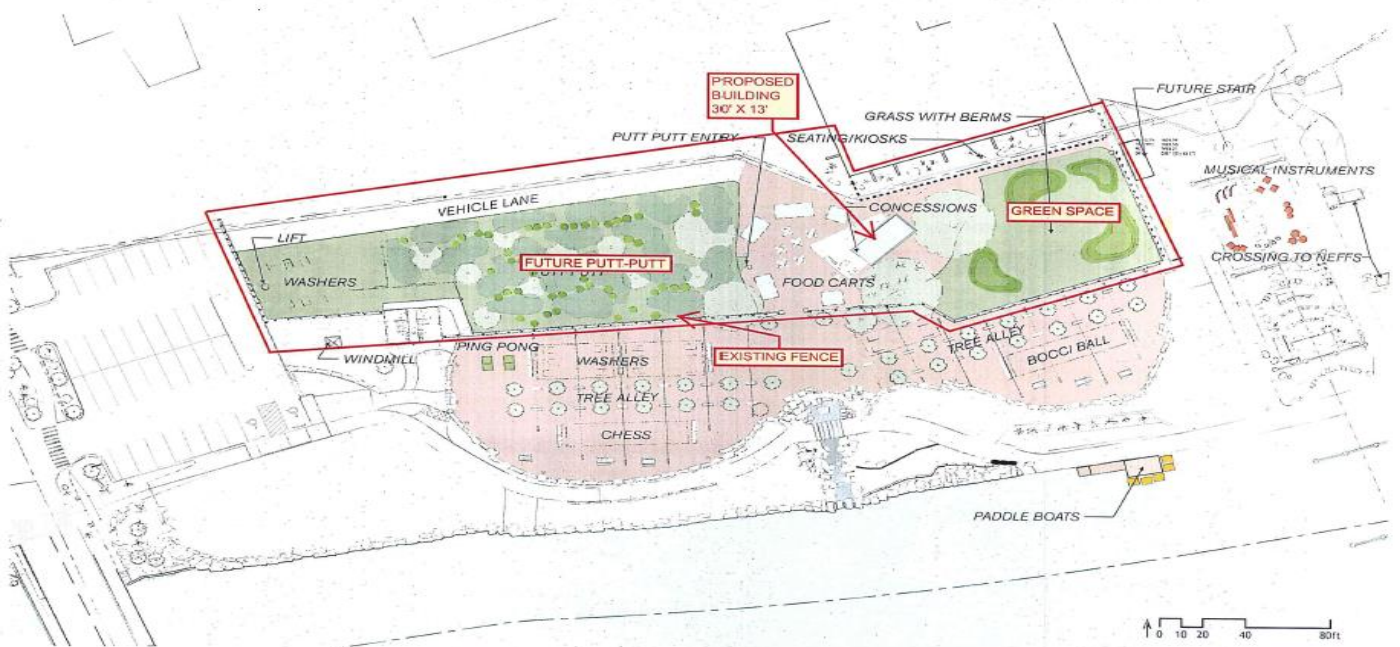 PROPOSED
BUILDING
30' X 13'
FUTURE STAIR
GRASS WITH BERMS
PUTT PUTT ENTRY
SEATING/KIOSKS
MUSICAL INSTRUMENTS
VEHICLE LANE
CONCESSIONS
GREEN SPACE
LIFT
FUTURE PUTT-PUTT
CROSSING TO NEFFS
WASHERS
FOOD CARTS
WINDMILL
PING PONG
WASHERS
EXISTING FENCE
TREE ALLEY
BOCCI BALL
TREE ALLEY
CHESS
PADDLE BOATS
0 10 20 40 80ft